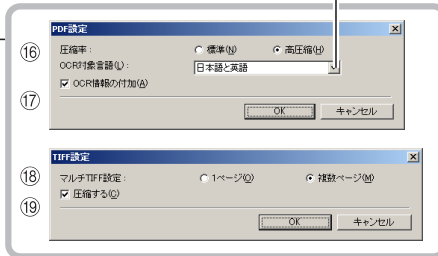 PDF設定
⑯ 圧縮率: 標準(N) 高圧縮(H)
OCR対象言語(L): 日本語と英語
OCR情報の付加(A)
⑰
OK キャンセル
TIFF設定
⑱ マルチTIFF設定: 1ページ(O) 複数ページ(M)
⑲ 圧縮する(C)
OK キャンセル